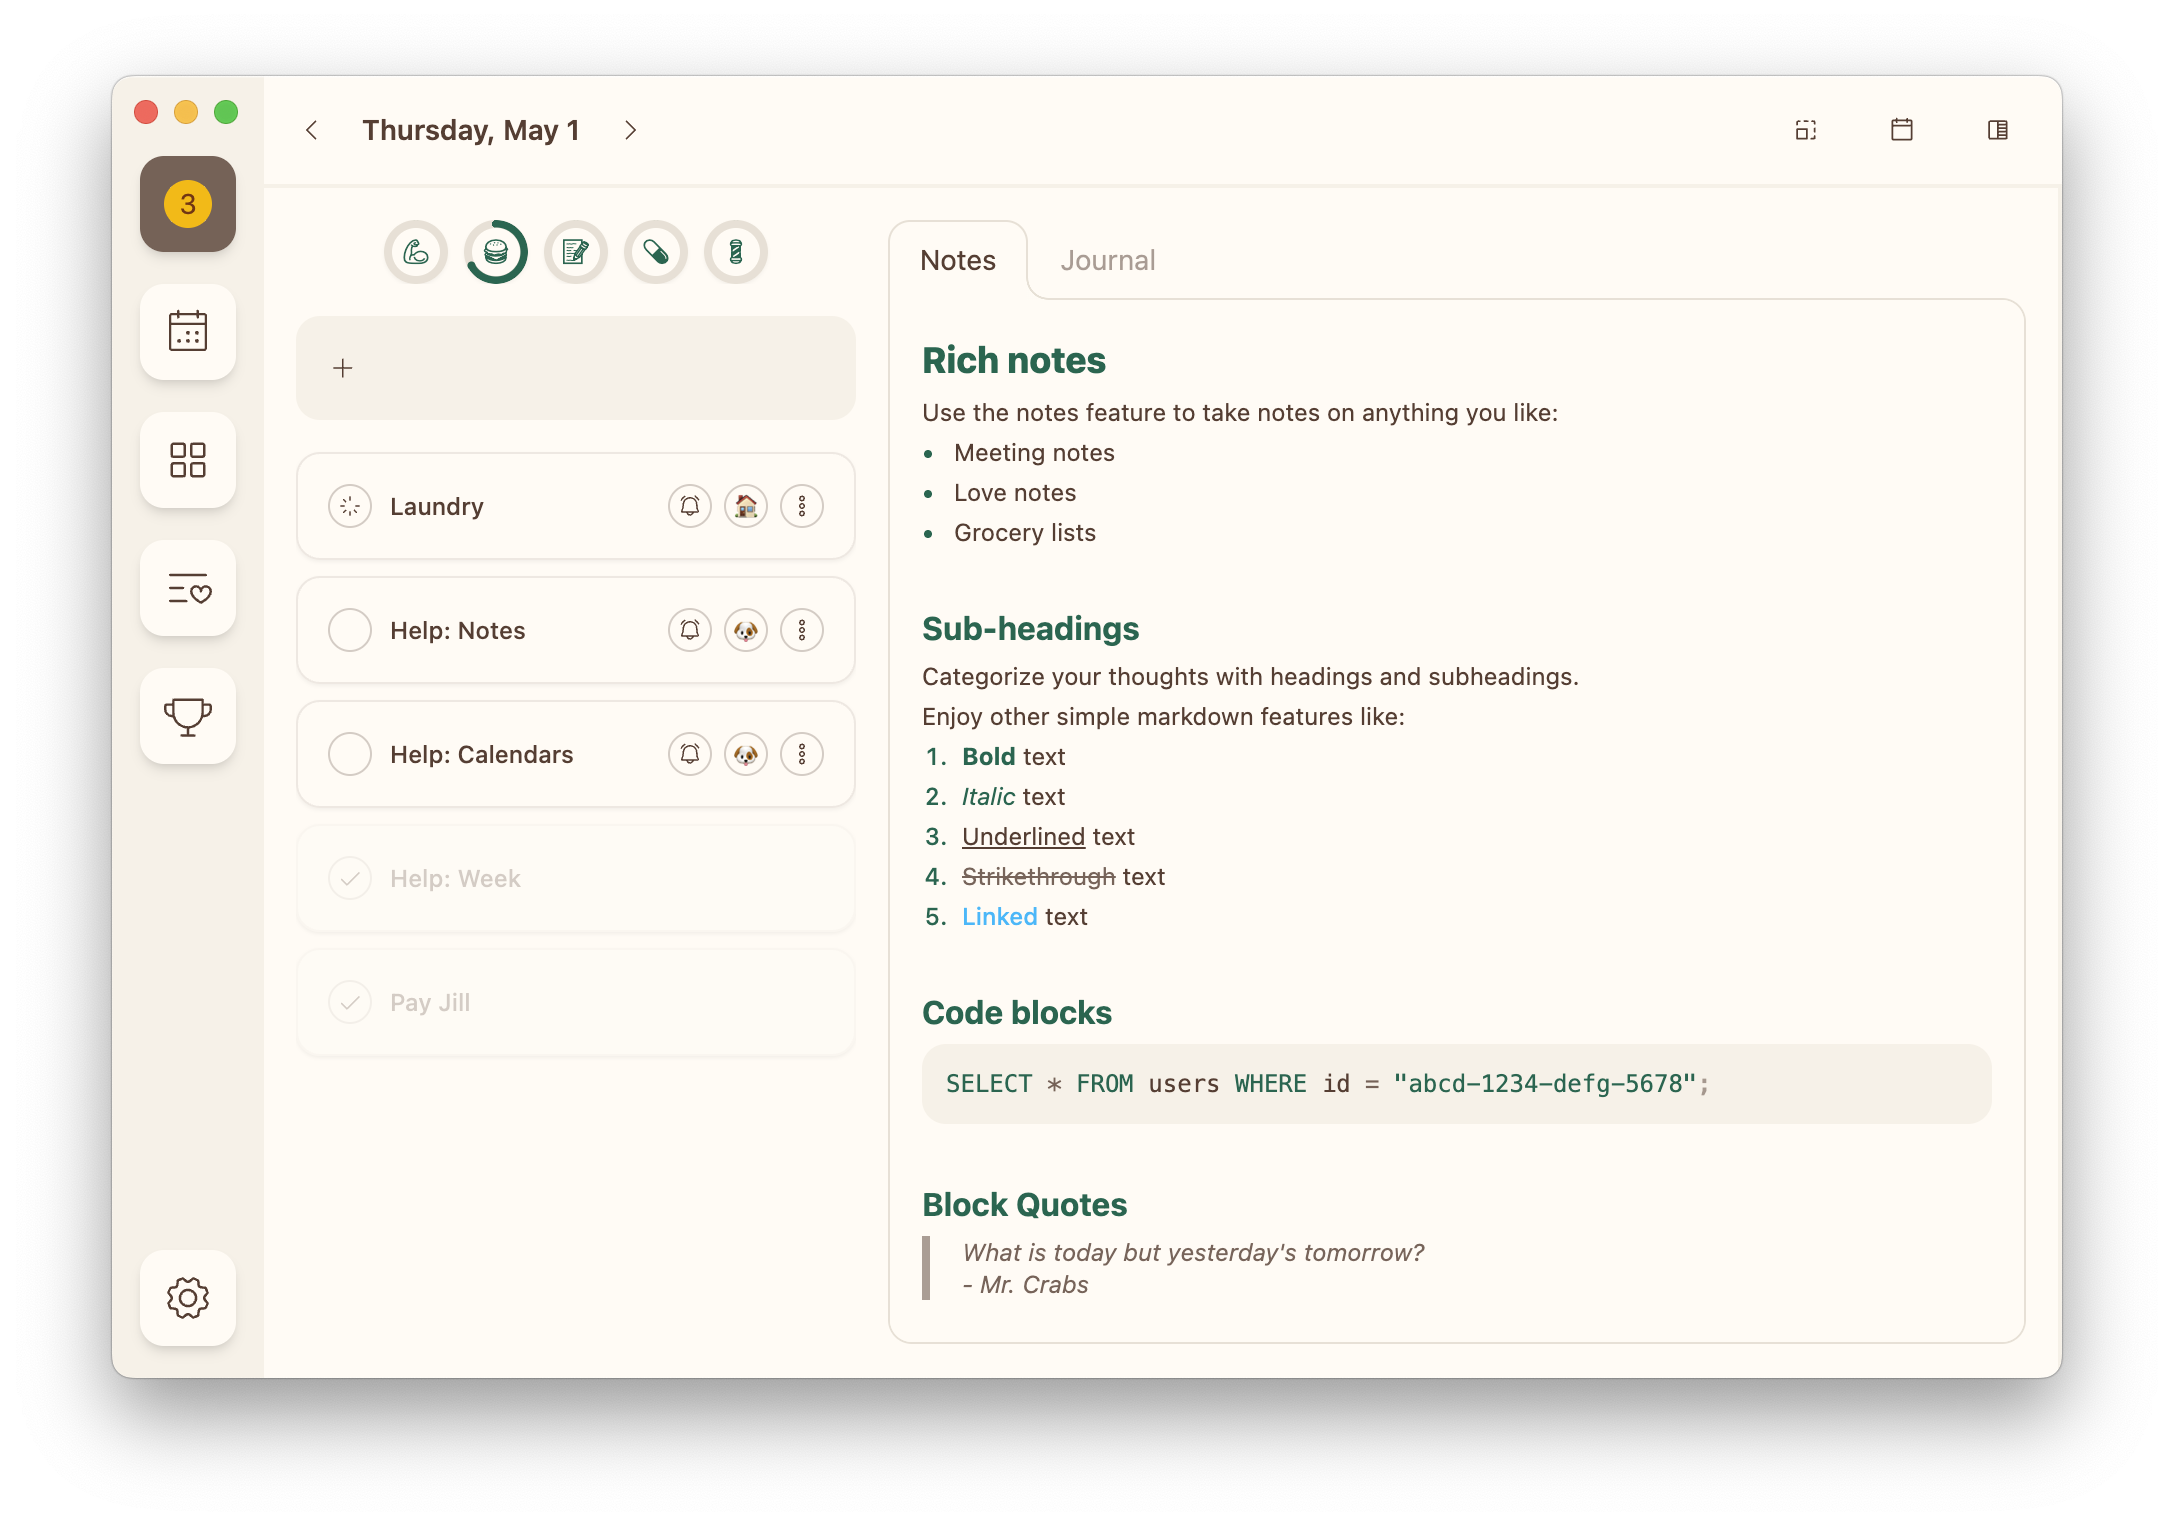 Thursday, May 1
3
Notes
Journal
Laundry
Help: Notes
Help: Calendars
Help: Week
Pay Jill
Rich notes
Use the notes feature to take notes on anything you like:
• Meeting notes
• Love notes
• Grocery lists
Sub-headings
Categorize your thoughts with headings and subheadings.
Enjoy other simple markdown features like:
1. Bold text
2. Italic text
3. Underlined text
4. Strikethrough text
5. Linked text
Code blocks
SELECT * FROM users WHERE id = "abcd-1234-defg-5678";
Block Quotes
What is today but yesterday's tomorrow?
- Mr. Crabs